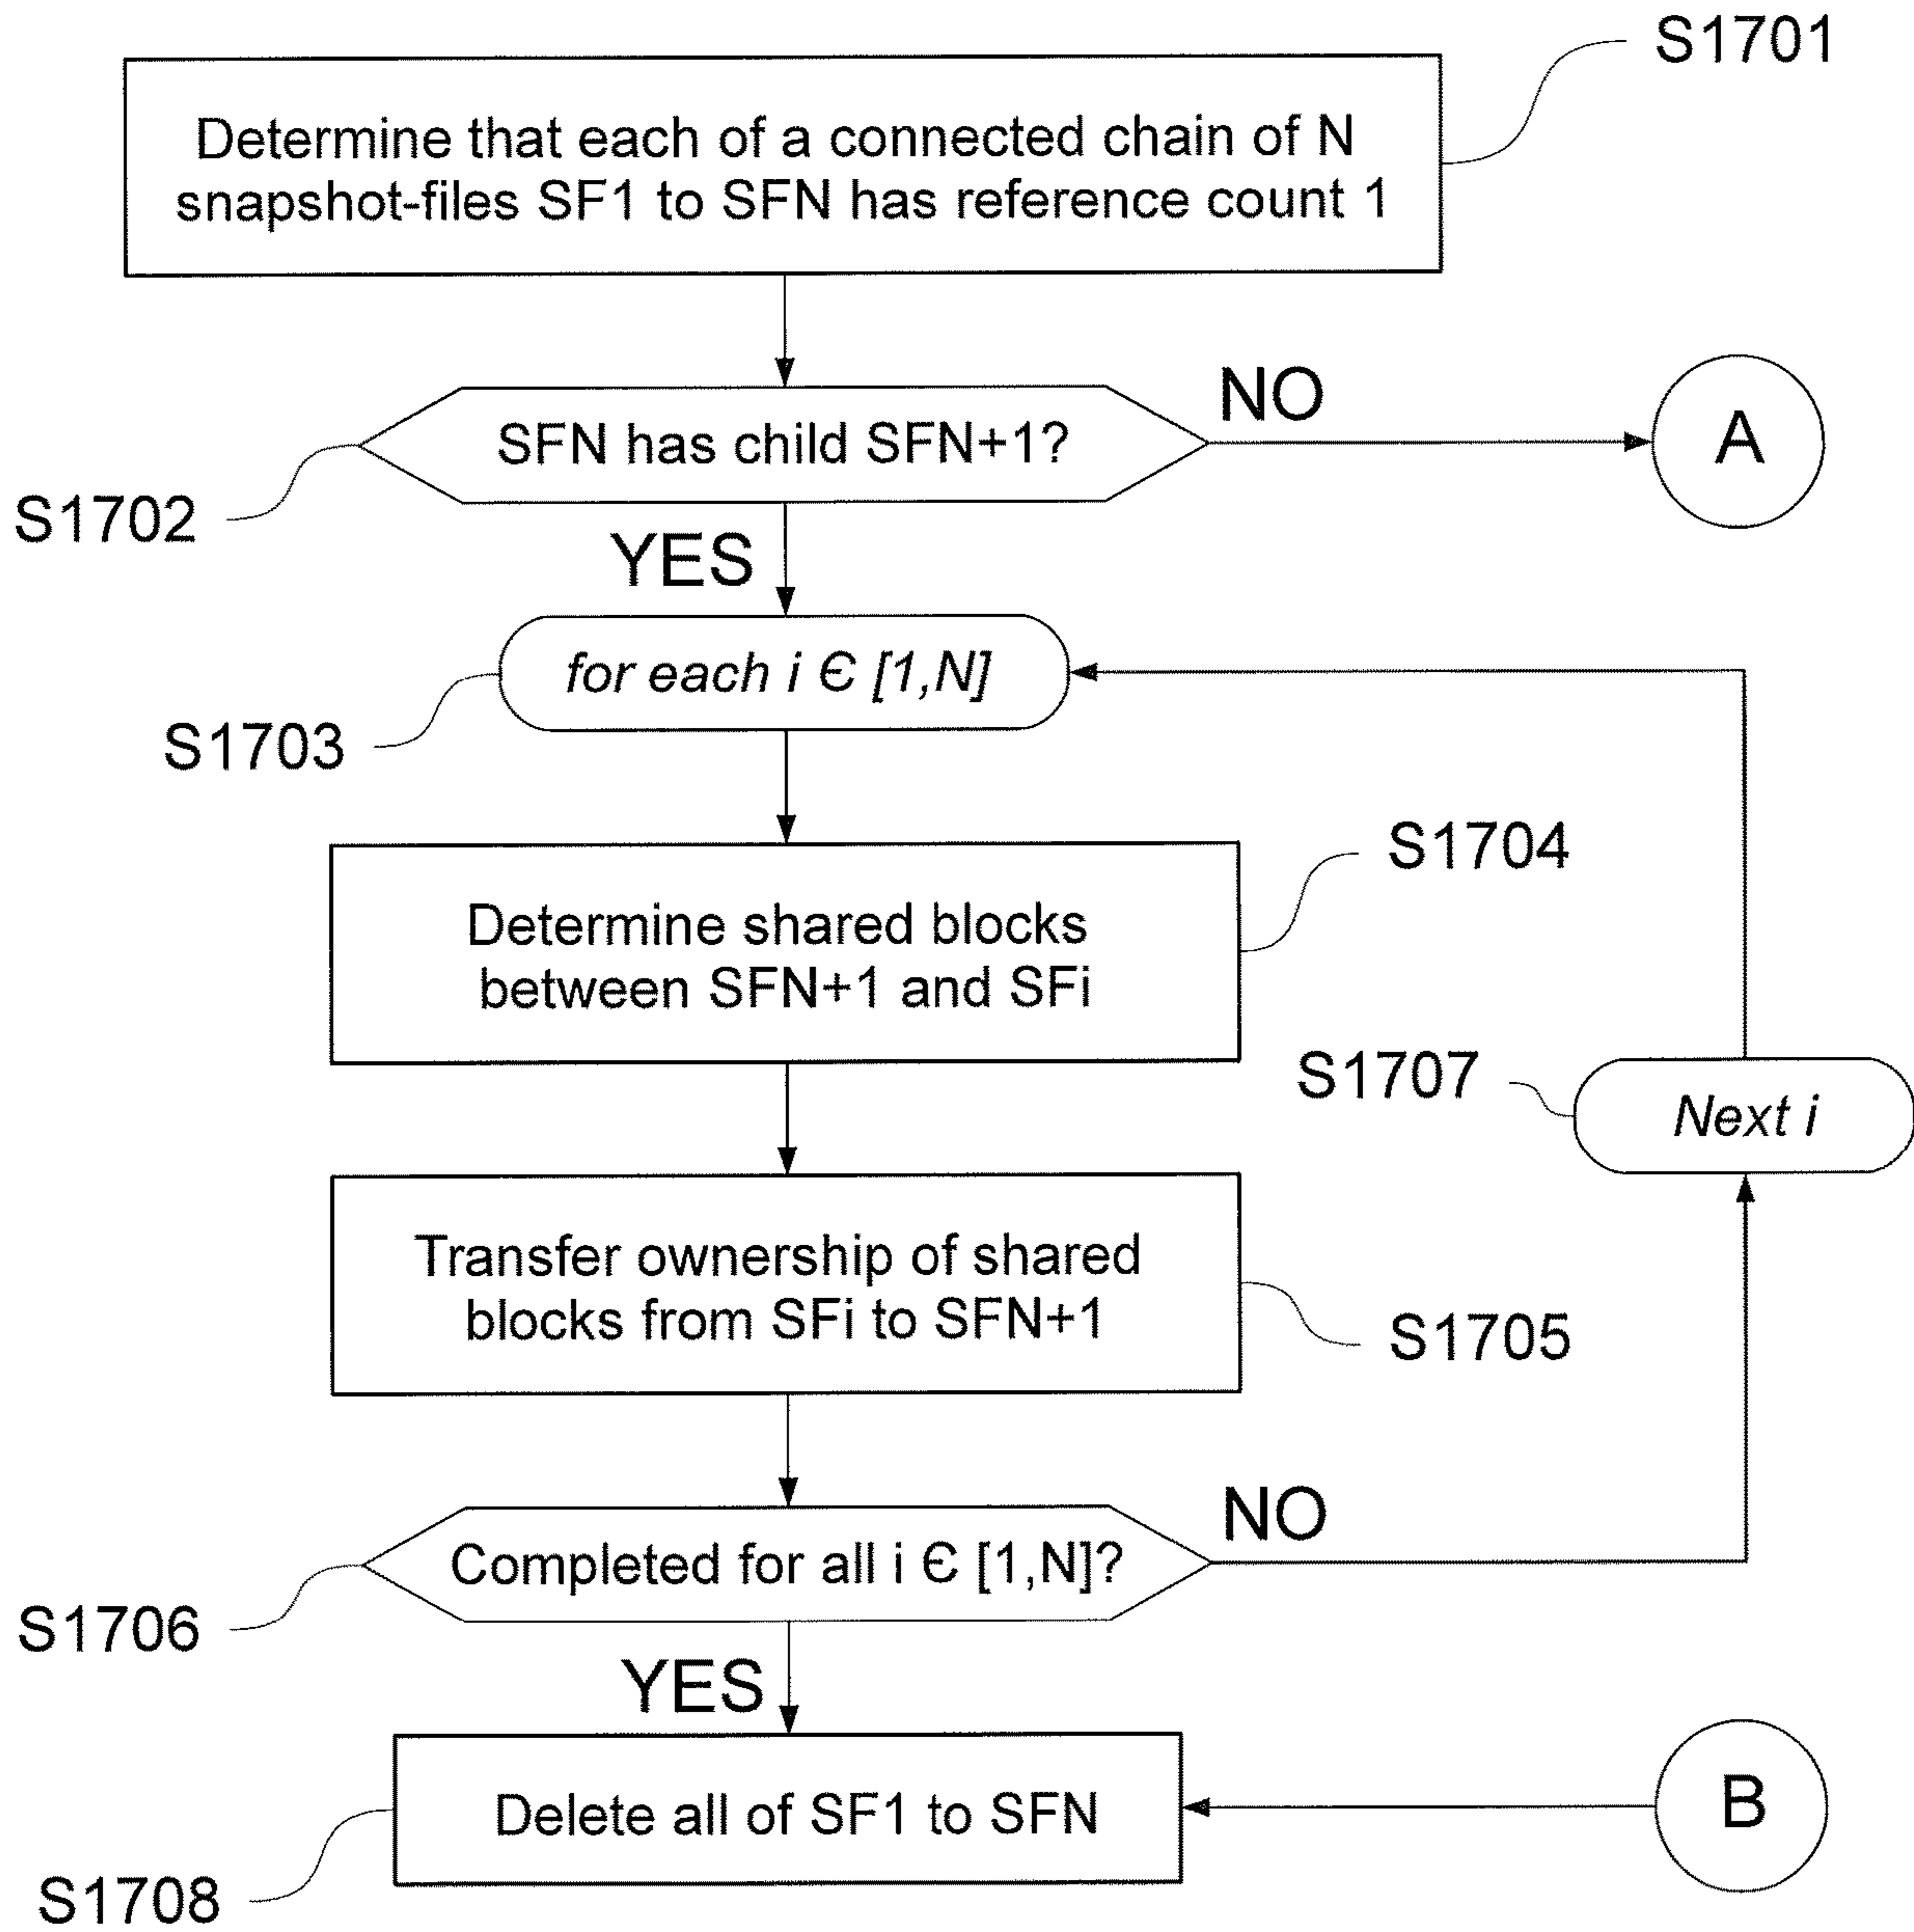 S1701
Determine that each of a connected chain of N
snapshot-files SF1 to SFN has reference count 1
NO
SFN has child SFN+1?
A
S1702
YES
for each i Є [1,N]
S1703
S1704
Determine shared blocks
between SFN+1 and SFi
S1707
Next i
Transfer ownership of shared
blocks from SFi to SFN+1
S1705
NO
Completed for all i Є [1,N]?
S1706
YES
Delete all of SF1 to SFN
B
S1708